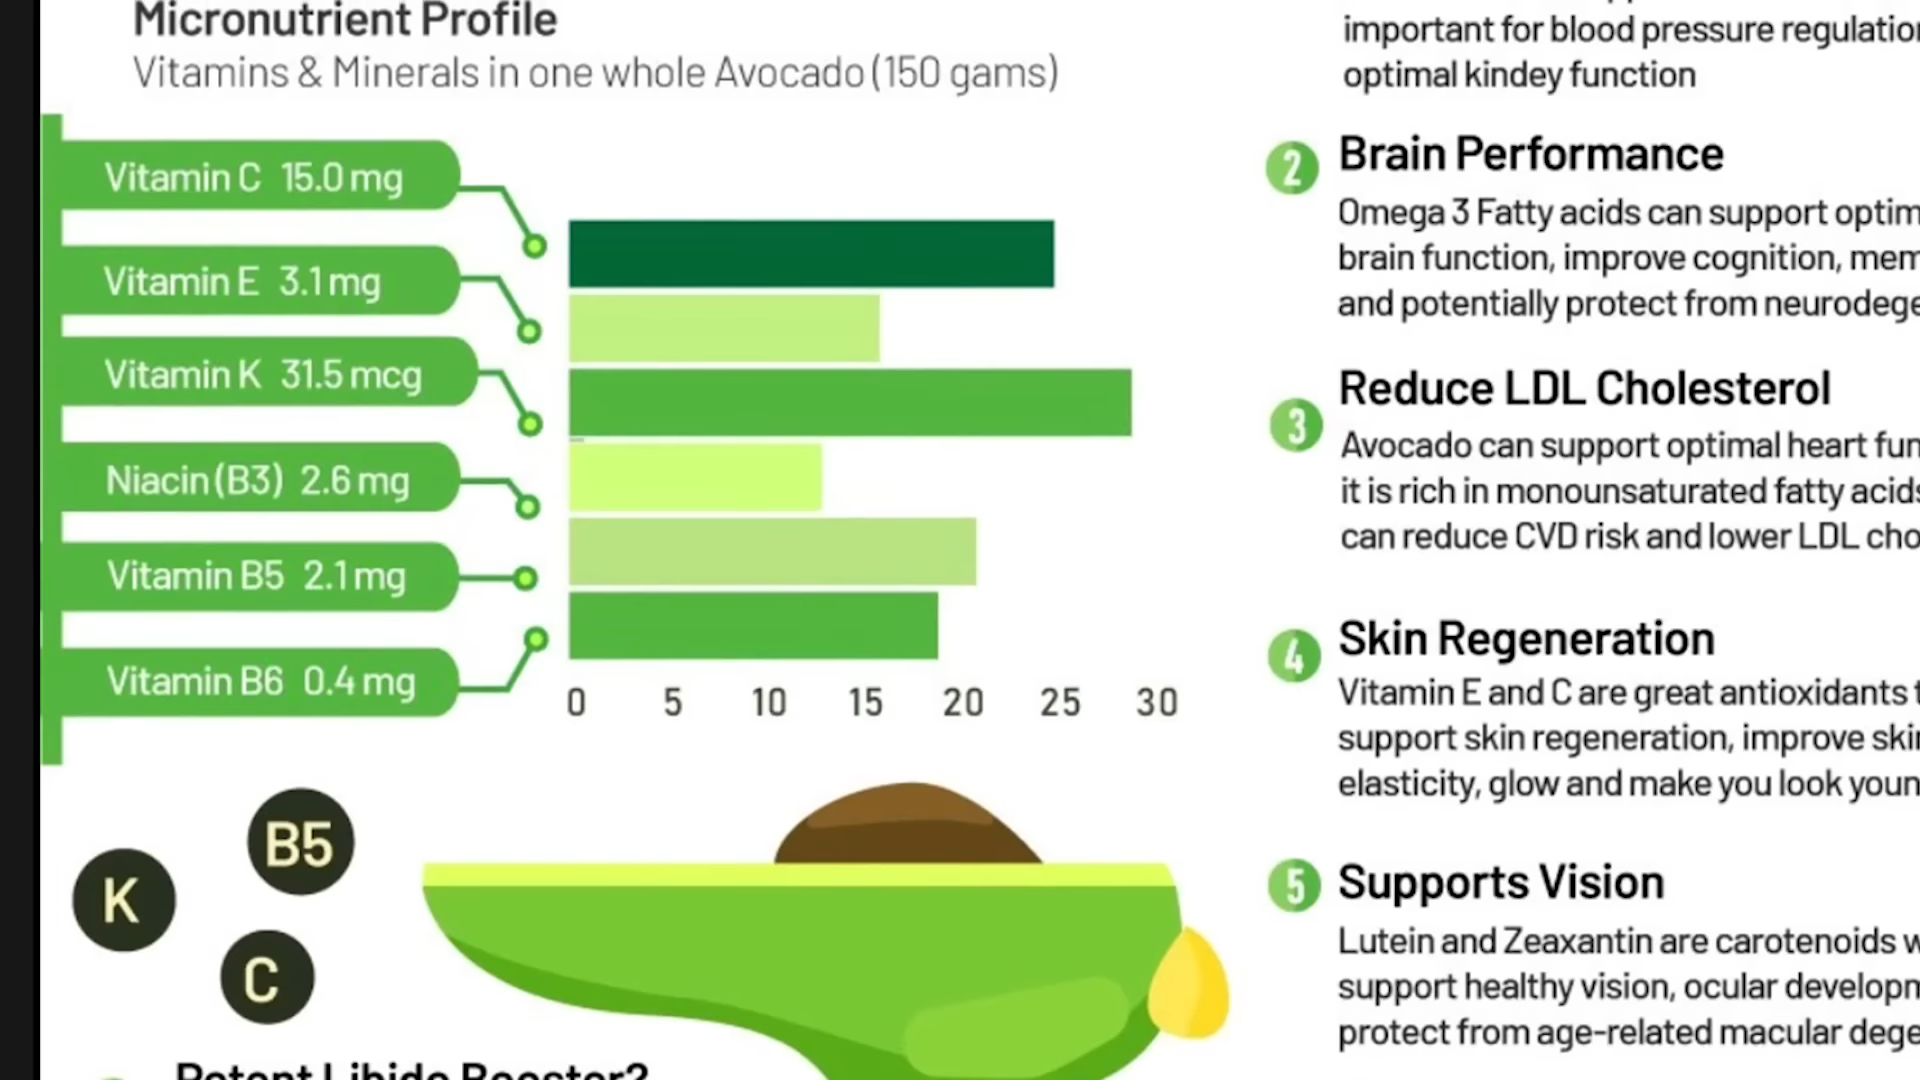 Micronutrient Profile
Vitamins & Minerals in one whole Avocado (150 gams)
Vitamin C 15.0 mg
Vitamin E 3.1 mg
Vitamin K 31.5 mcg
Niacin (B3) 2.6 mg
Vitamin B5 2.1 mg
Vitamin B6 0.4 mg
0 5 10 15 20 25 30
B5
K
C
Potent Libido Booster?
important for blood pressure regulation
optimal kindey function
2 Brain Performance
Omega 3 Fatty acids can support optim
brain function, improve cognition, mem
and potentially protect from neurodege
3 Reduce LDL Cholesterol
Avocado can support optimal heart fun
it is rich in monounsaturated fatty acids
can reduce CVD risk and lower LDL cho
4 Skin Regeneration
Vitamin E and C are great antioxidants t
support skin regeneration, improve skin
elasticity, glow and make you look youn
5 Supports Vision
Lutein and Zeaxantin are carotenoids w
support healthy vision, ocular developm
protect from age-related macular dege